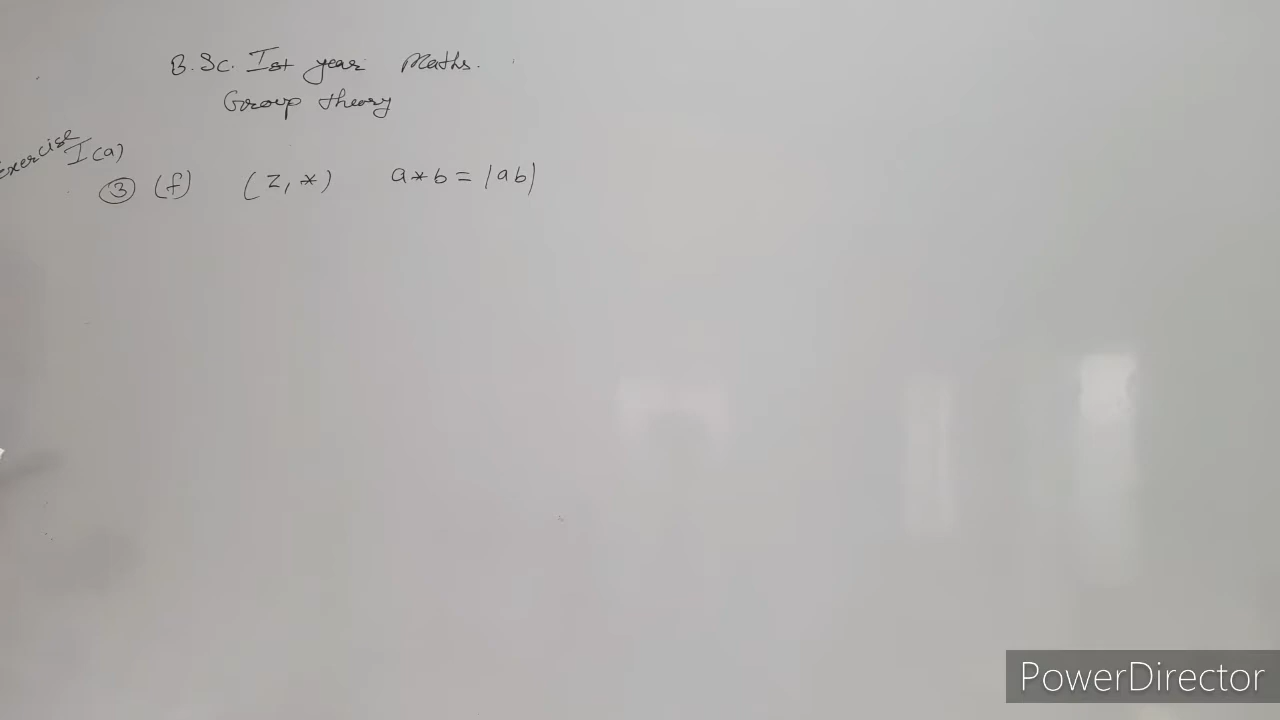 B.Sc. Ist year Maths.
Group theory
Exercise I(a)
③ (f) (Z, *) a*b = |ab|
PowerDirector